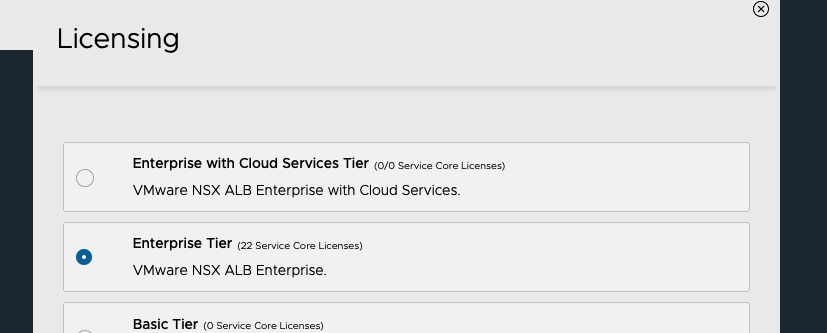 Licensing
Enterprise with Cloud Services Tier (0/0 Service Core Licenses)
VMware NSX ALB Enterprise with Cloud Services.
Enterprise Tier (22 Service Core Licenses)
VMware NSX ALB Enterprise.
Basic Tier (0 Service Core Licenses)